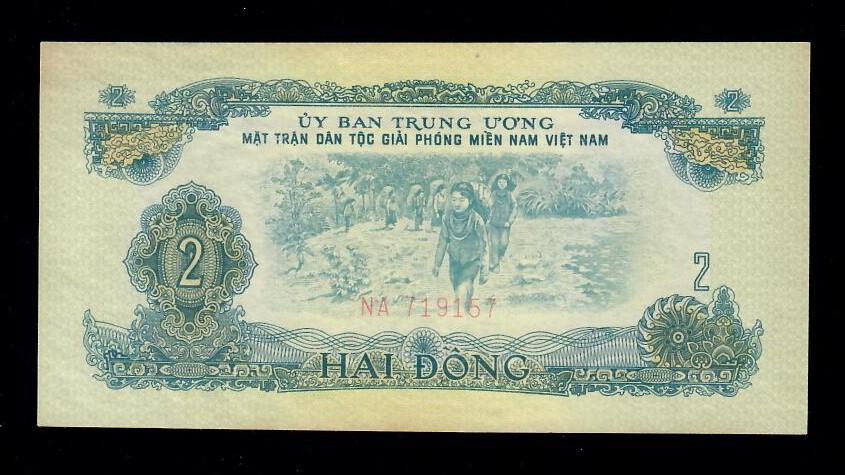 2 2
ỦY BAN TRUNG ƯƠNG
MẶT TRẬN DÂN TỘC GIẢI PHÓNG MIỀN NAM VIỆT NAM
2
2
NA 719167
HAI ĐỒNG